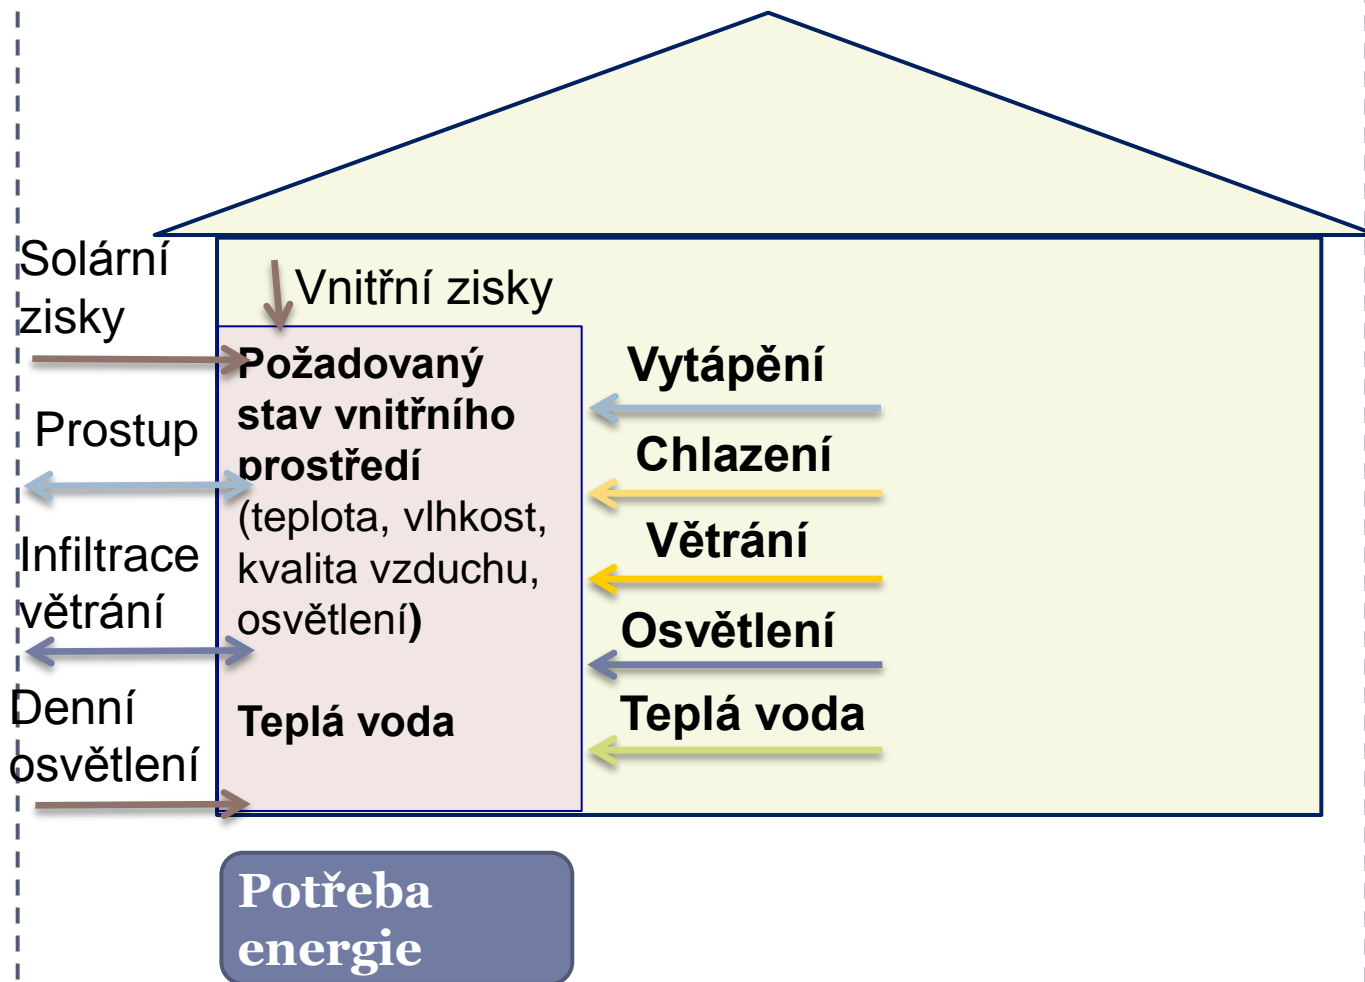 Solární
zisky
Prostup
Infiltrace
větrání
Denní
osvětlení
Vnitřní zisky
Požadovaný
stav vnitřního
prostředí
(teplota, vlhkost,
kvalita vzduchu,
osvětlení)
Teplá voda
Vytápění
Chlazení
Větrání
Osvětlení
Teplá voda
Potřeba
energie